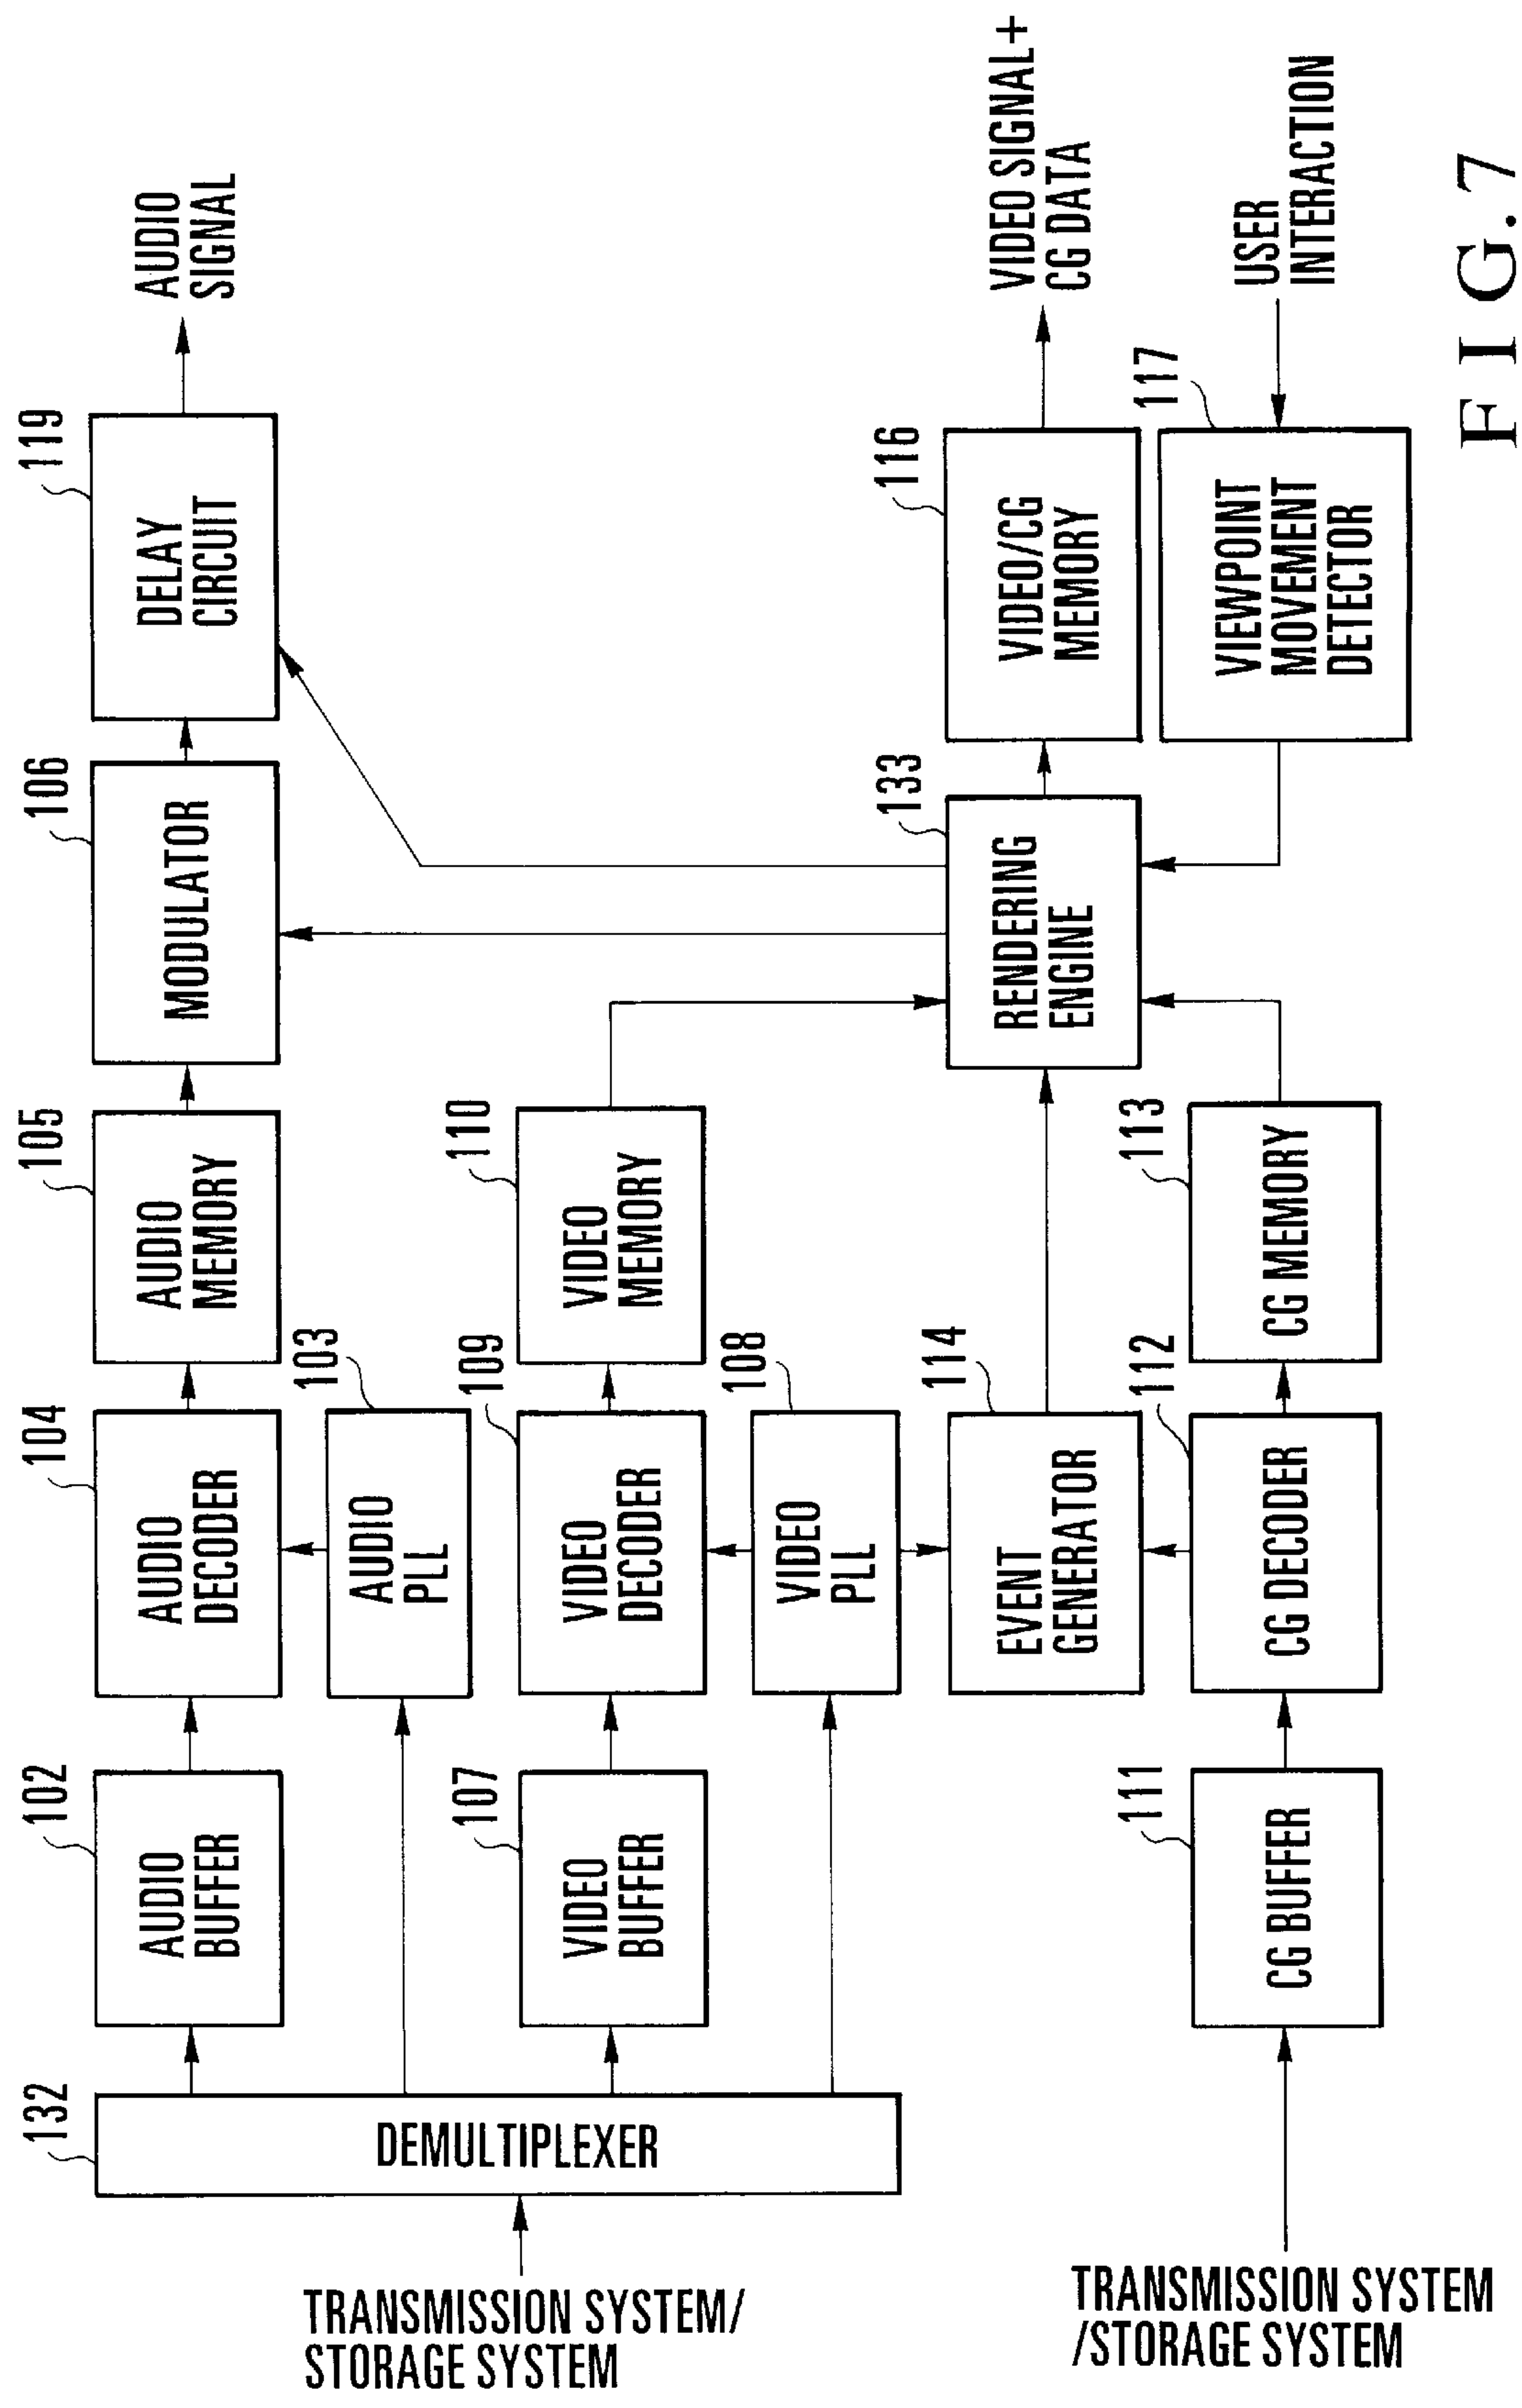 132
DEMULTIPLEXER
TRANSMISSION SYSTEM/
STORAGE SYSTEM
102
AUDIO
BUFFER
104
AUDIO
DECODER
105
AUDIO
MEMORY
106
MODULATOR
119
DELAY
CIRCUIT
AUDIO
SIGNAL
103
AUDIO
PLL
107
VIDEO
BUFFER
109
VIDEO
DECODER
110
VIDEO
MEMORY
108
VIDEO
PLL
114
EVENT
GENERATOR
133
RENDERING
ENGINE
116
VIDEO/CG
MEMORY
VIDEO SIGNAL+
CG DATA
TRANSMISSION SYSTEM
/STORAGE SYSTEM
111
CG BUFFER
112
CG DECODER
113
CG MEMORY
117
VIEWPOINT
MOVEMENT
DETECTOR
USER
INTERACTION
FIG.7